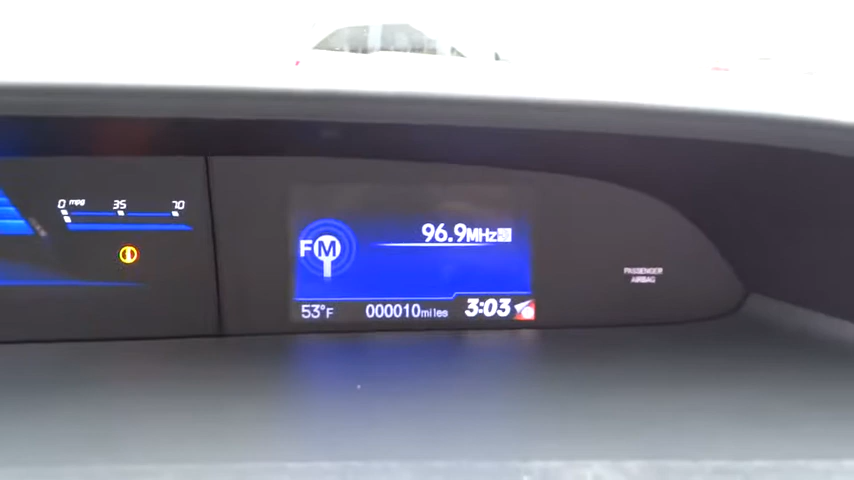 0 mpg 35 70
FM
96.9MHz
53°F 000010miles 3:03
PASSENGER
AIRBAG